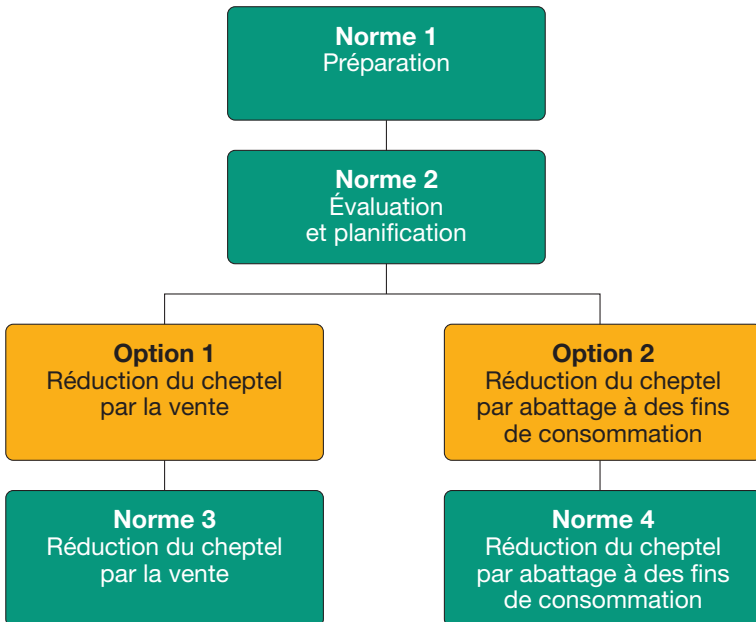 Norme 1
Préparation
Norme 2
Évaluation
et planification
Option 1
Réduction du cheptel
par la vente
Option 2
Réduction du cheptel
par abattage à des fins
de consommation
Norme 3
Réduction du cheptel
par la vente
Norme 4
Réduction du cheptel
par abattage à des fins
de consommation